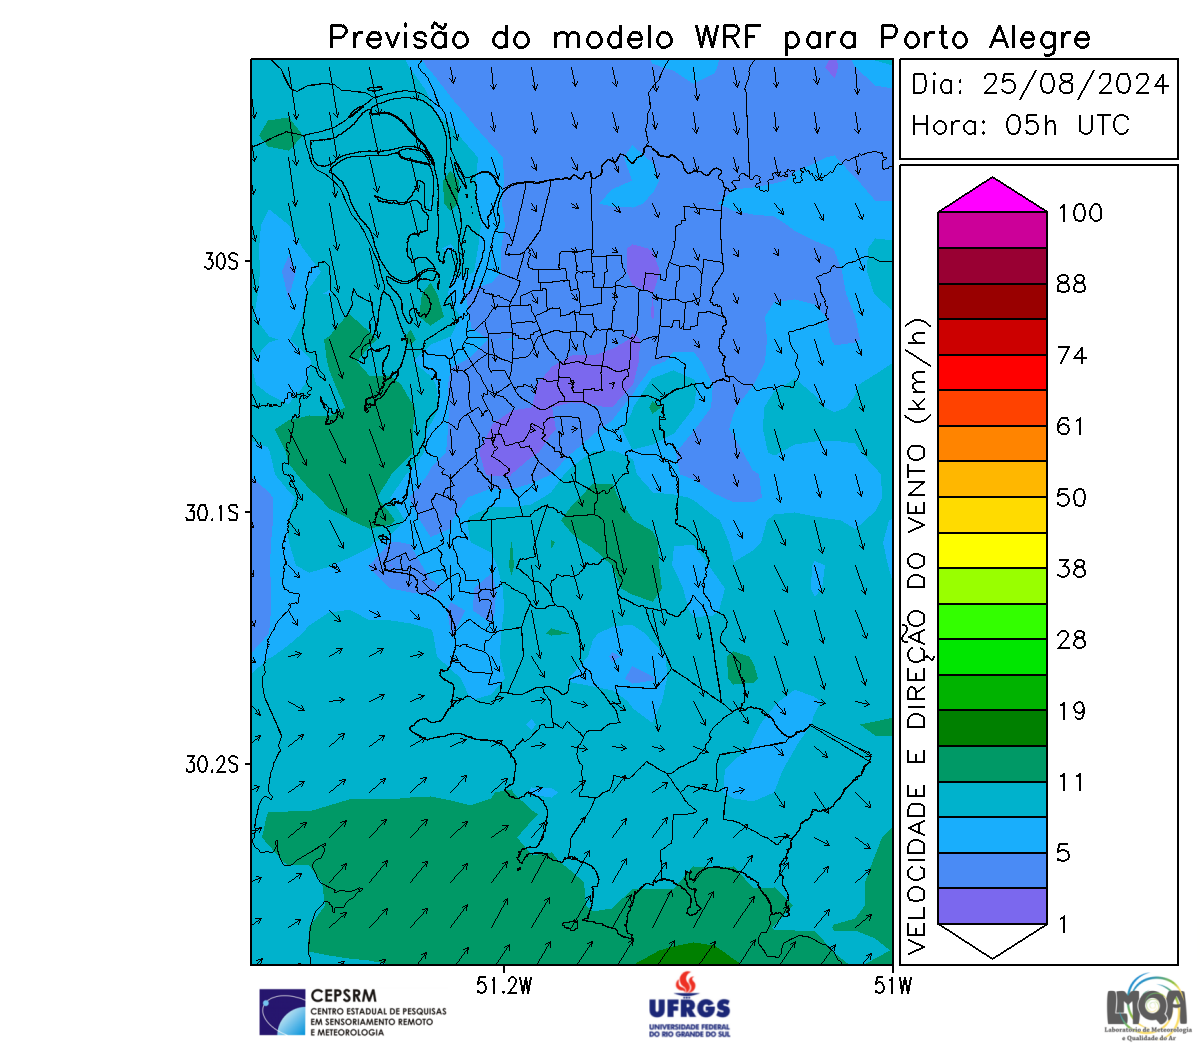 Previsão do modelo WRF para Porto Alegre
Dia: 25/08/2024
Hora: 05h UTC
100
88
74
61
50
38
28
19
11
5
1
VELOCIDADE E DIREÇÃO DO VENTO (km/h)
30S
30.1S
30.2S
51.2W
51W
CEPSRM
CENTRO ESTADUAL DE PESQUISAS
EM SENSORIAMENTO REMOTO
E METEOROLOGIA
UFRGS
UNIVERSIDADE FEDERAL
DO RIO GRANDE DO SUL
LMQA
Laboratório de Meteorologia
e Qualidade do Ar